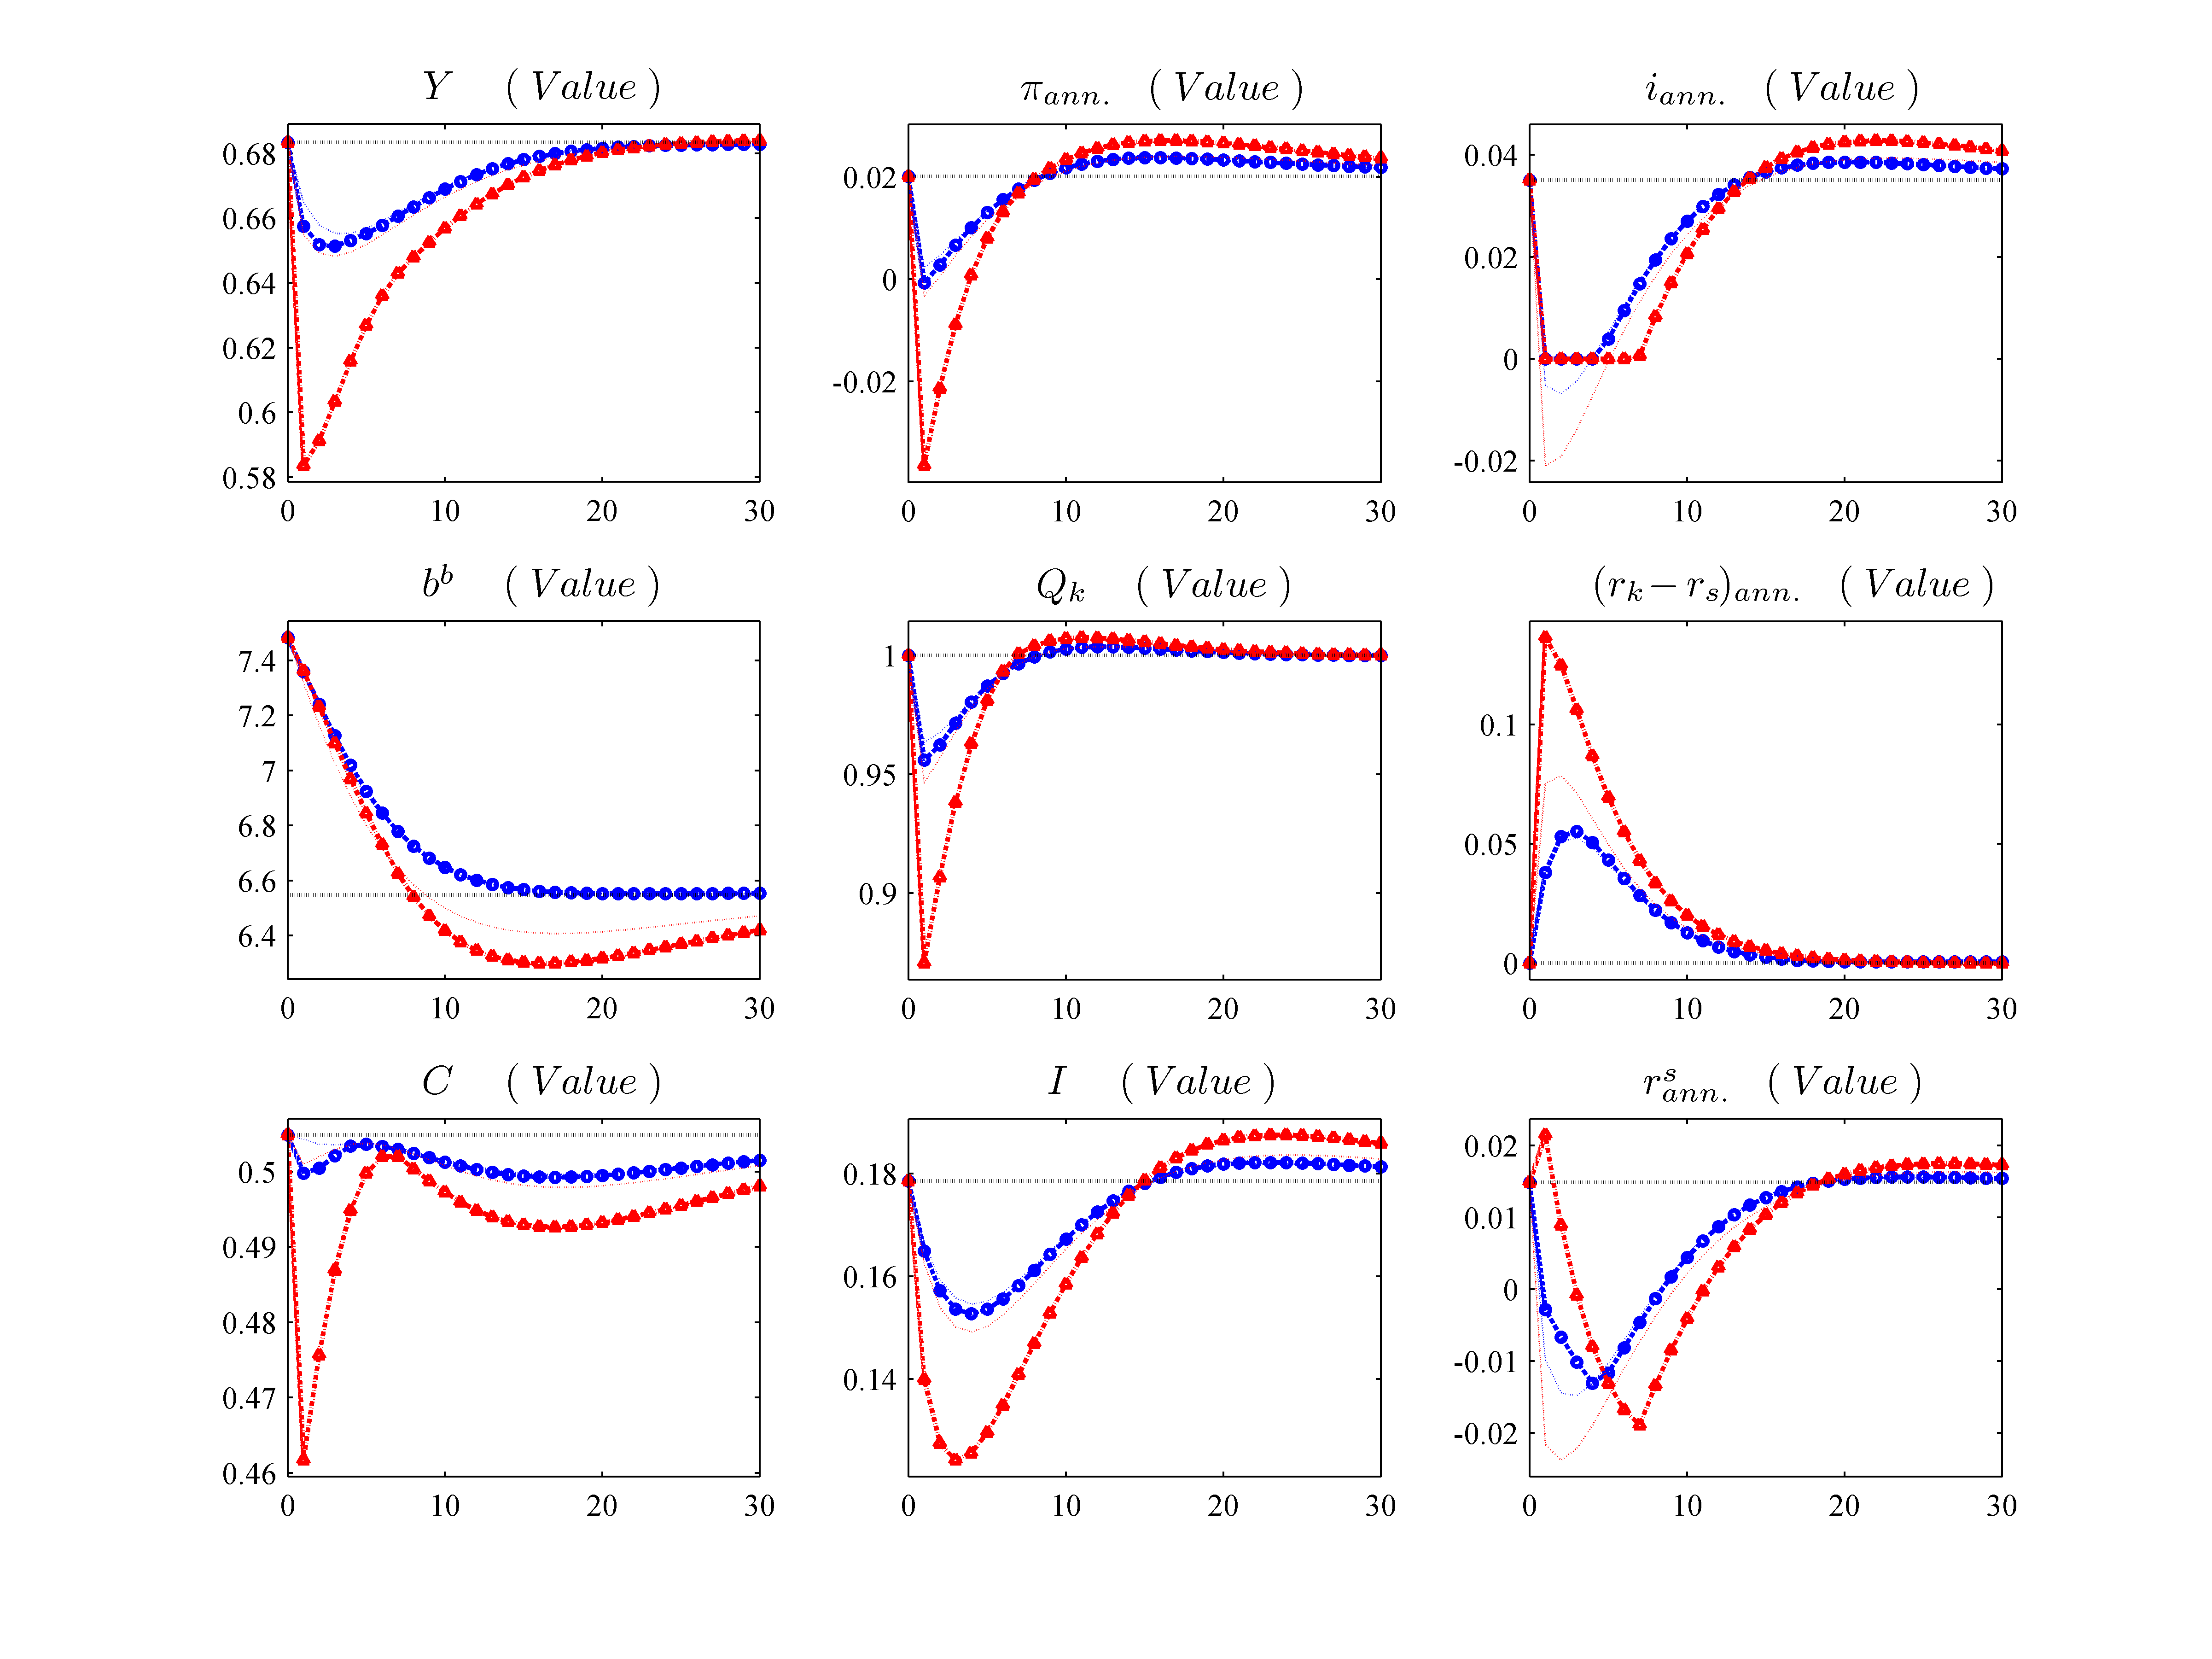 Y ( Value )
π_ann. ( Value )
i_ann. ( Value )
0.68
0.66
0.64
0.62
0.6
0.58
0 10 20 30
0.02
0
-0.02
0 10 20 30
0.04
0.02
0
-0.02
0 10 20 30
b^b ( Value )
Q_k ( Value )
(r_k − r_s)_ann. ( Value )
7.4
7.2
7
6.8
6.6
6.4
0 10 20 30
1
0.95
0.9
0 10 20 30
0.1
0.05
0
0 10 20 30
C ( Value )
I ( Value )
r^s_ann. ( Value )
0.5
0.49
0.48
0.47
0.46
0 10 20 30
0.18
0.16
0.14
0 10 20 30
0.02
0.01
0
-0.01
-0.02
0 10 20 30